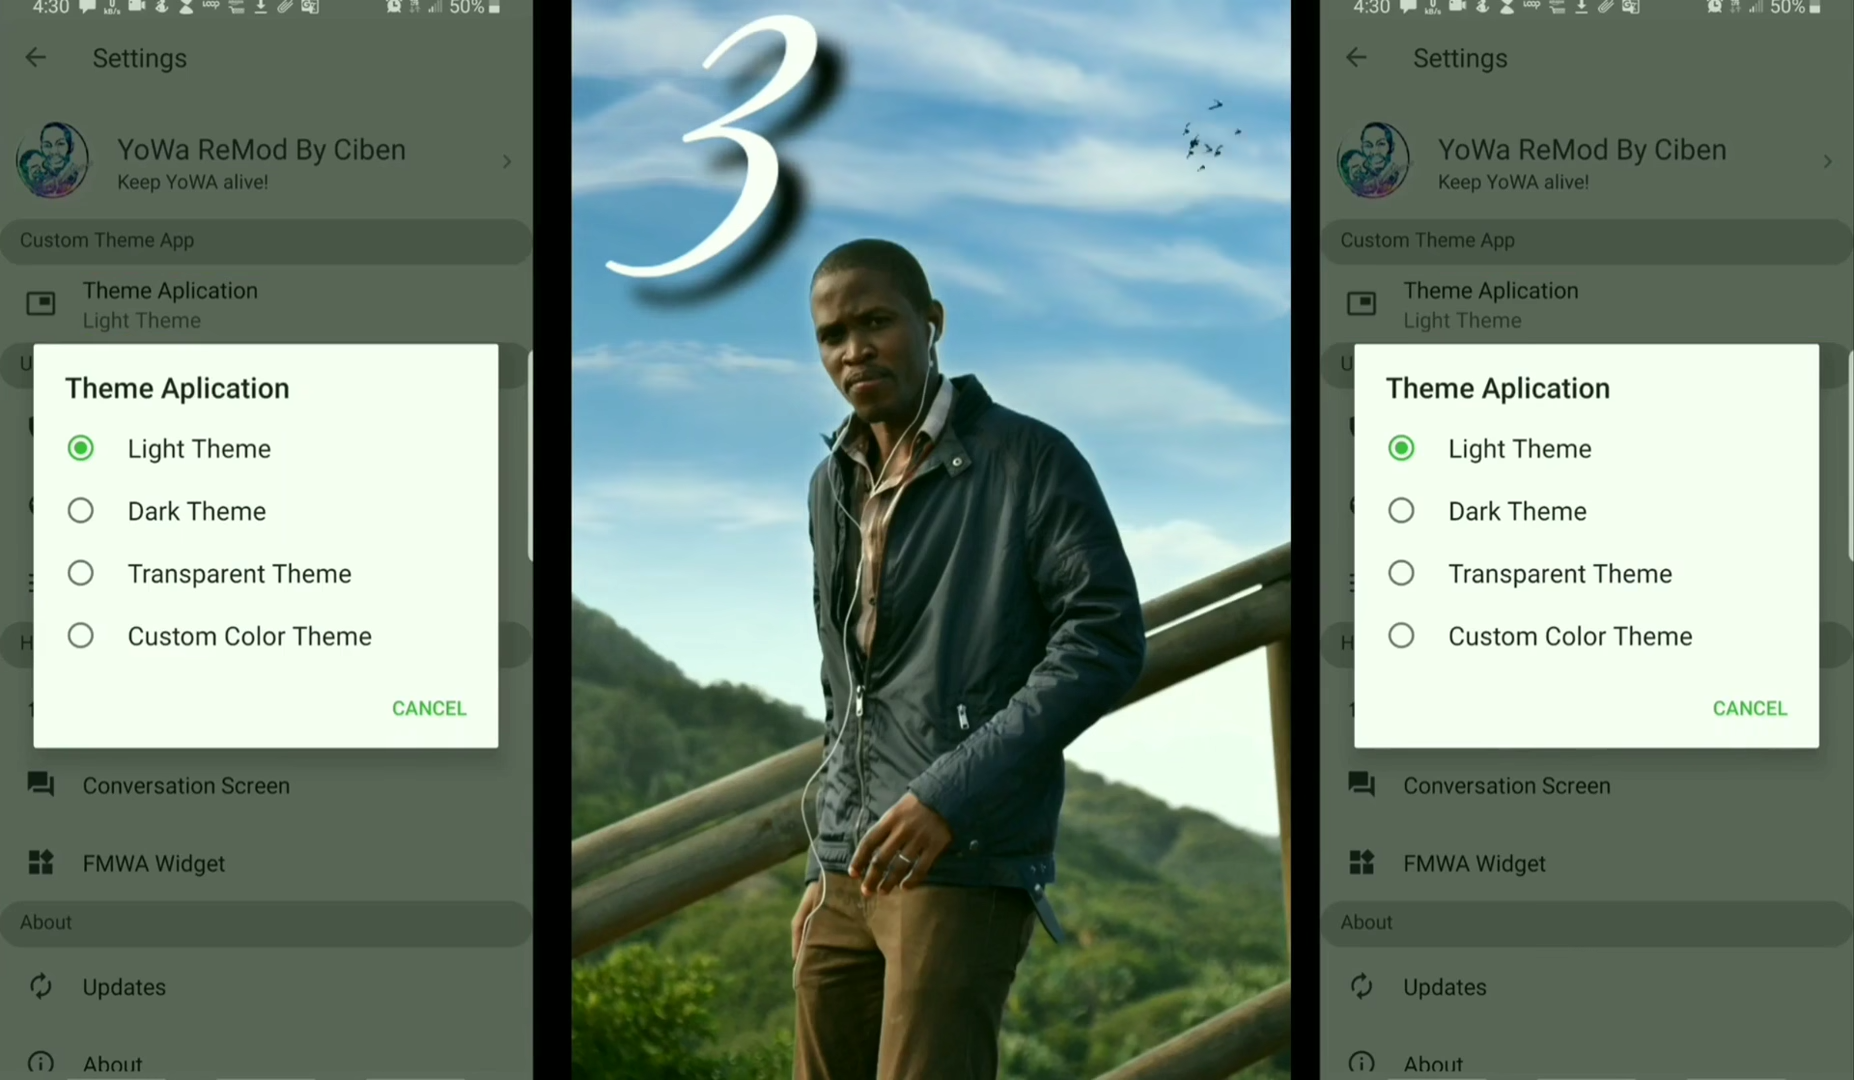 4:30
LOOP
50%
Settings
YoWa ReMod By Ciben
Keep YoWA alive!
Custom Theme App
Theme Aplication
Light Theme
U
Theme Aplication
Light Theme
Dark Theme
Transparent Theme
Custom Color Theme
H
CANCEL
Conversation Screen
FMWA Widget
About
Updates
About
3
4:30
LOOP
50%
Settings
YoWa ReMod By Ciben
Keep YoWA alive!
Custom Theme App
Theme Aplication
Light Theme
U
Theme Aplication
Light Theme
Dark Theme
Transparent Theme
Custom Color Theme
H
CANCEL
Conversation Screen
FMWA Widget
About
Updates
About